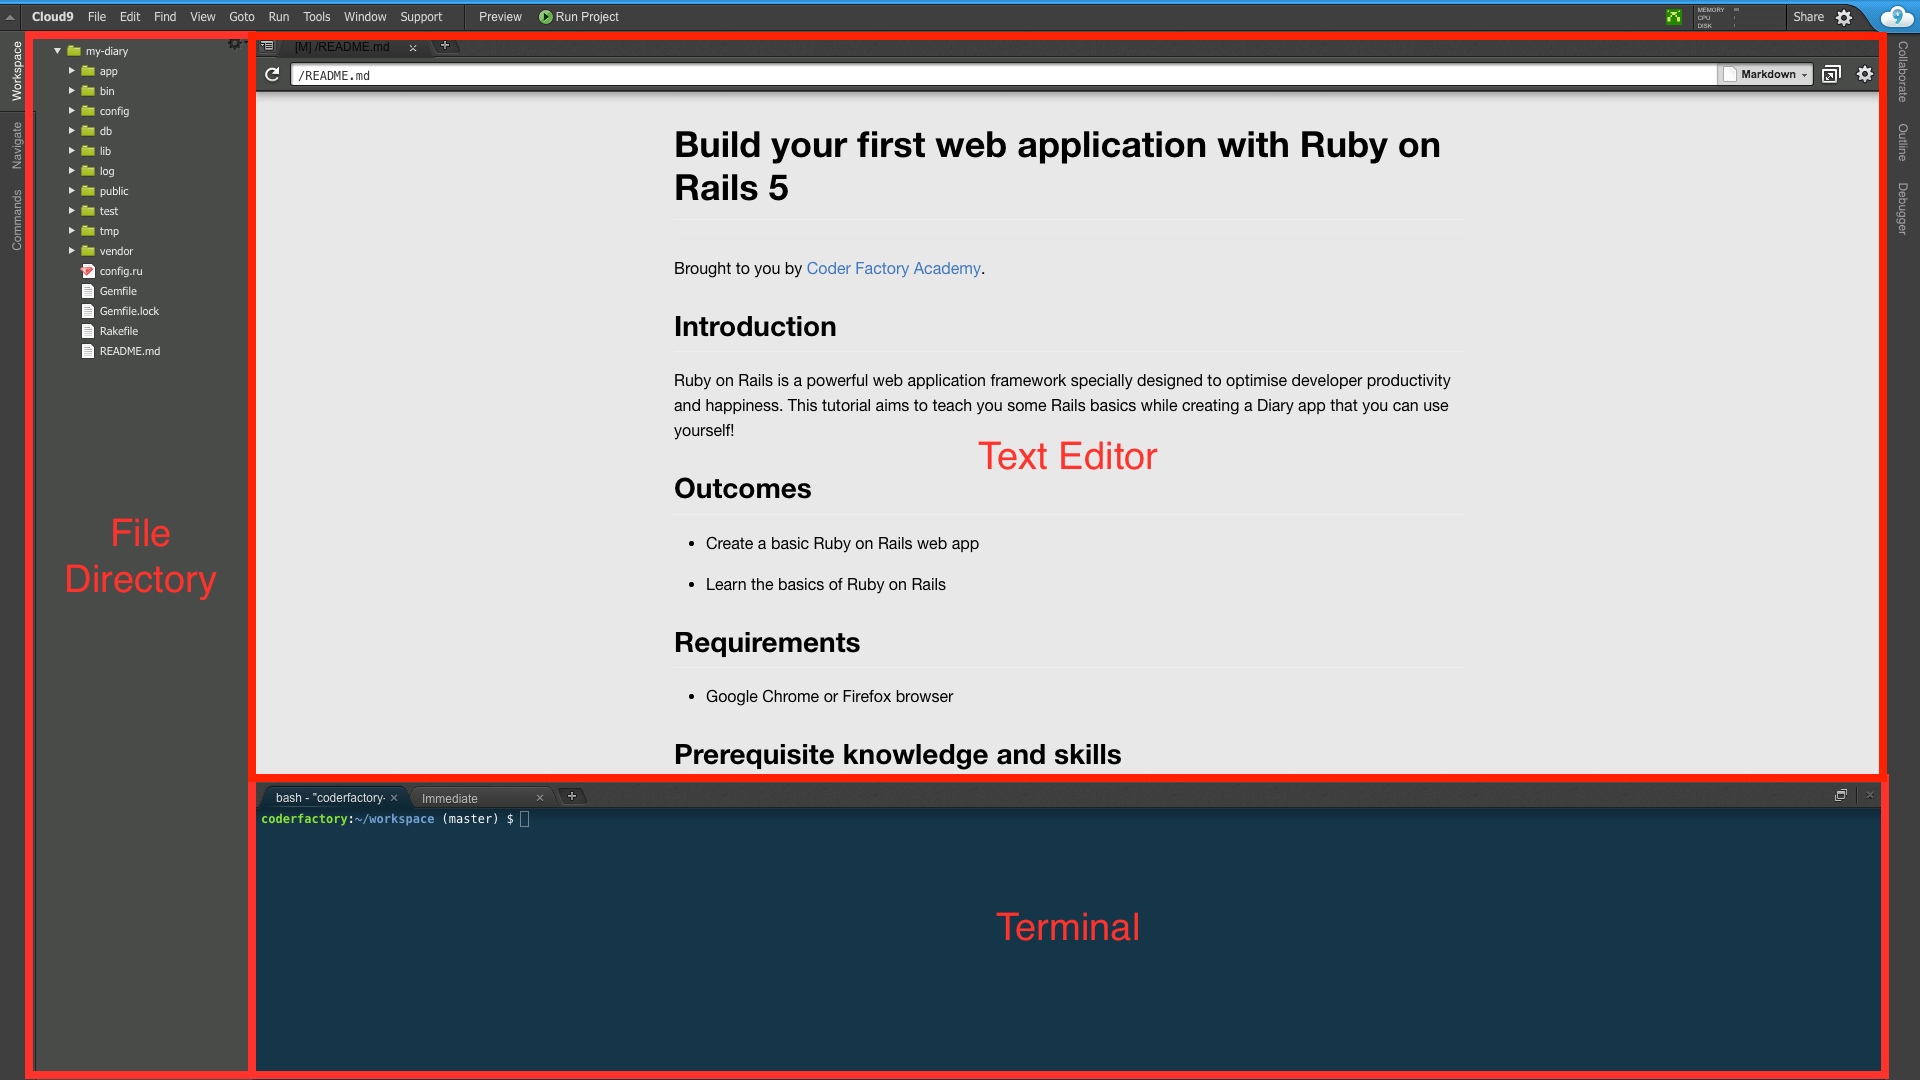 Cloud9 File Edit Find View Goto Run Tools Window Support Preview Run Project MEMORY CPU DISK Share 9
Workspace
Navigate
Commands
my-diary
app
bin
config
db
lib
log
public
test
tmp
vendor
config.ru
Gemfile
Gemfile.lock
Rakefile
README.md
File
Directory
[M] /README.md
/README.md Markdown
Build your first web application with Ruby on
Rails 5
Brought to you by Coder Factory Academy.
Introduction
Ruby on Rails is a powerful web application framework specially designed to optimise developer productivity
and happiness. This tutorial aims to teach you some Rails basics while creating a Diary app that you can use
yourself!
Text Editor
Outcomes
• Create a basic Ruby on Rails web app
• Learn the basics of Ruby on Rails
Requirements
• Google Chrome or Firefox browser
Prerequisite knowledge and skills
bash - "coderfactory- Immediate
coderfactory:~/workspace (master) $
Terminal
Collaborate
Outline
Debugger